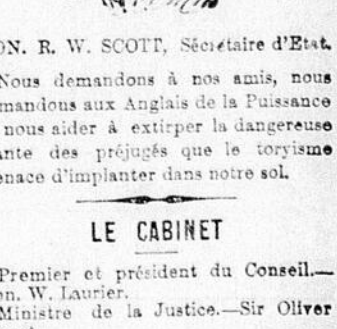 ON. R. W. SCOTT, Sécrétaire d'Etat.
Nous demandons à nos amis, nous
mandons aux Anglais de la Puissance
nous aider à extirper la dangereuse
ante des préjugés que le toryisme
enace d'implanter dans notre sol.
LE CABINET
Premier et président du Conseil.—
on. W. Laurier.
Ministre de la Justice.—Sir Oliver